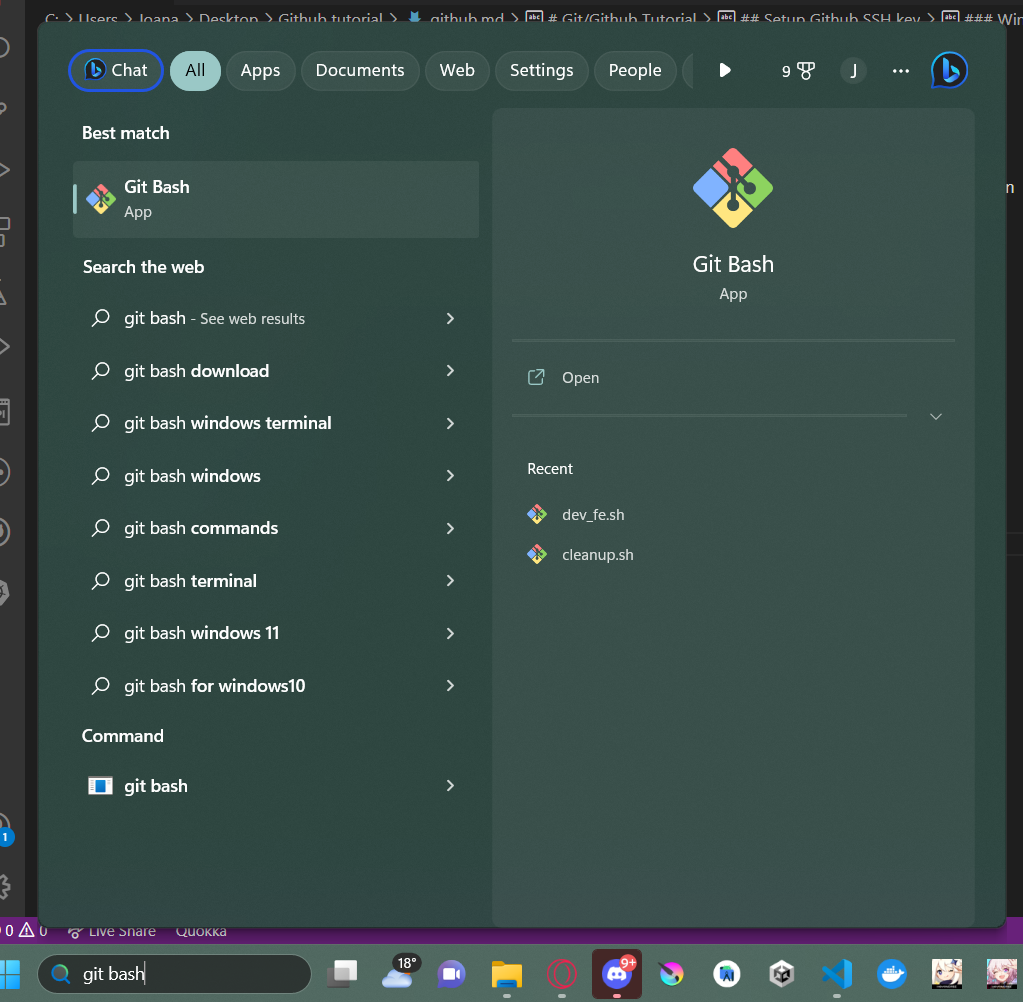 C: > Users > Joana > Desktop > Github tutorial > github.md > abc # Git/Github Tutorial > abc ## Setup Github SSH key > abc ### Win
Chat All Apps Documents Web Settings People 9 J ...
Best match
Git Bash
App
Search the web
git bash - See web results
git bash download
git bash windows terminal
git bash windows
git bash commands
git bash terminal
git bash windows 11
git bash for windows10
Command
git bash
Git Bash
App
Open
Recent
dev_fe.sh
cleanup.sh
n
1
0 0 Live Share Quokka
git bash 18° 9+